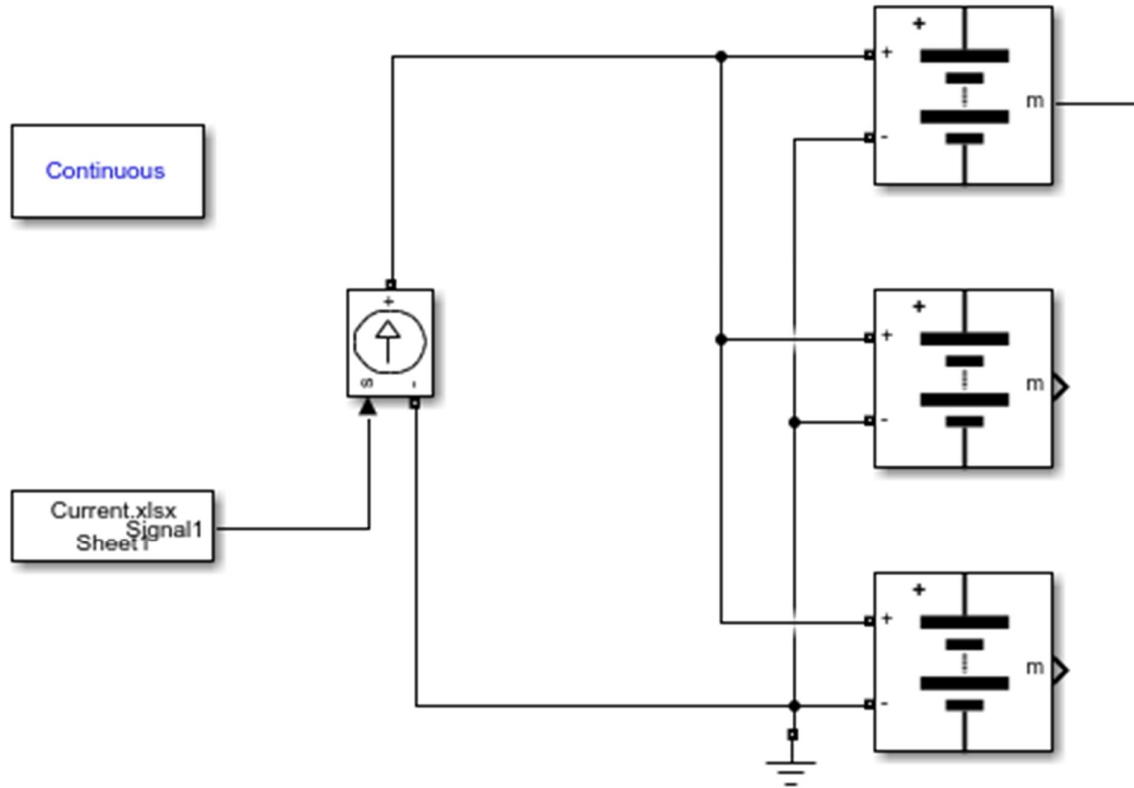 +
+
-
m
Continuous
+
s
-
+
+
-
m
Current.xlsx
Signal1
Sheet1
+
+
-
m